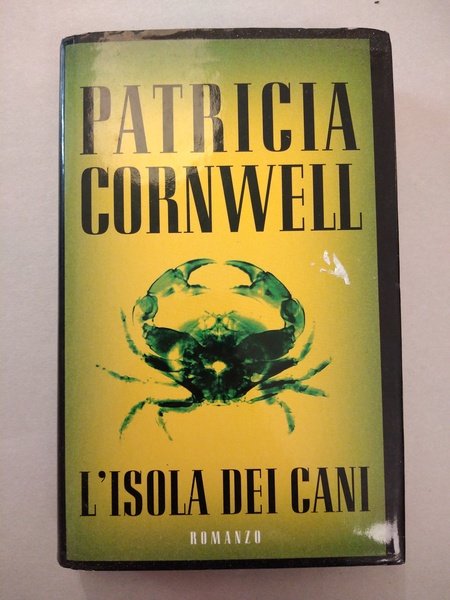 PATRICIA
CORNWELL
L'ISOLA DEI CANI
ROMANZO